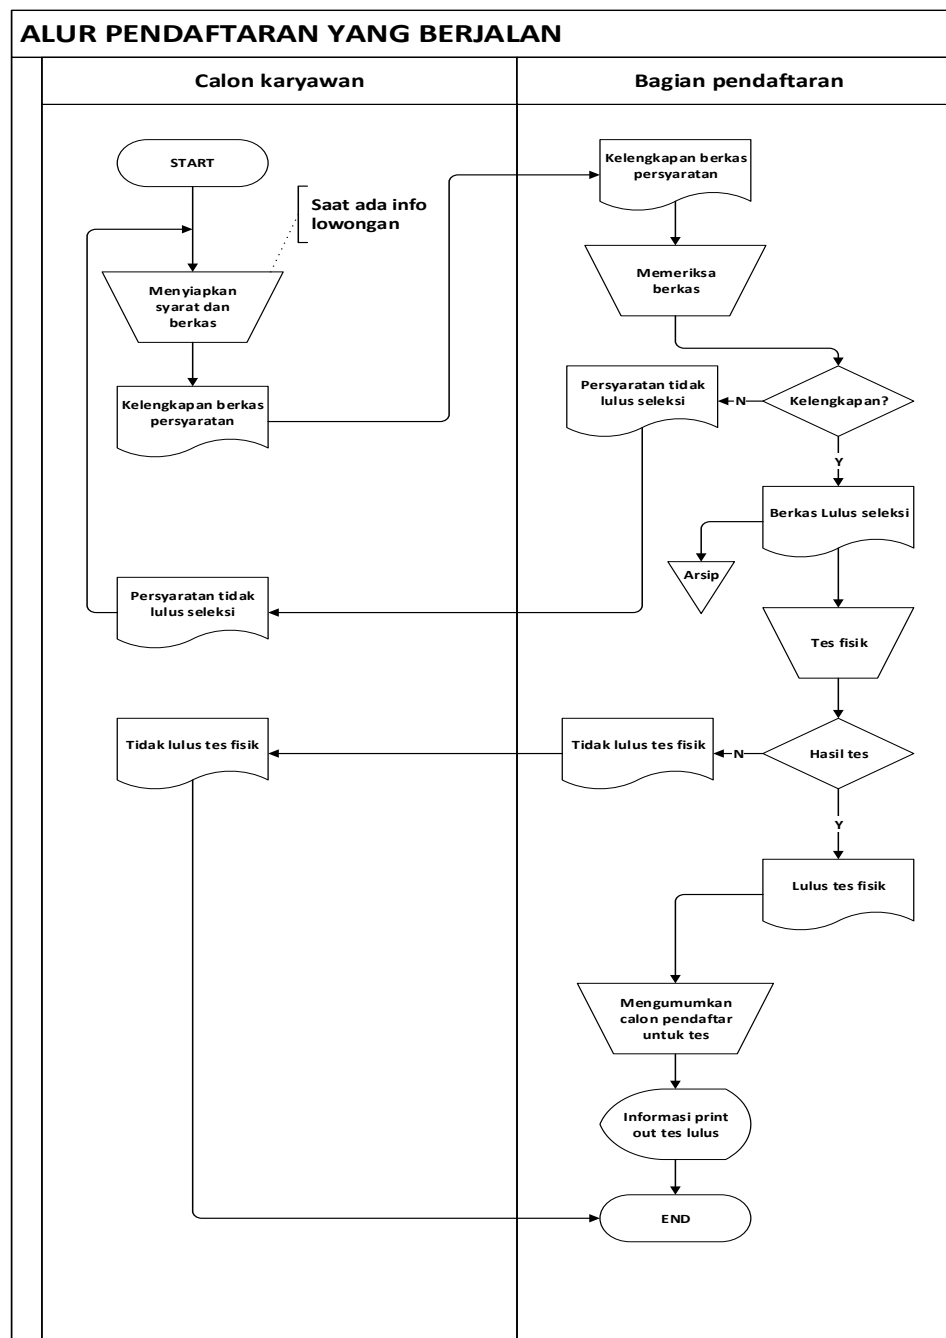 ALUR PENDAFTARAN YANG BERJALAN
Calon karyawan
Bagian pendaftaran
START
Saat ada info
lowongan
Menyiapkan
syarat dan
berkas
Kelengkapan berkas
persyaratan
Kelengkapan berkas
persyaratan
Memeriksa
berkas
Kelengkapan?
N
Persyaratan tidak
lulus seleksi
Y
Berkas Lulus seleksi
Arsip
Persyaratan tidak
lulus seleksi
Tes fisik
Hasil tes
N
Tidak lulus tes fisik
Tidak lulus tes fisik
Y
Lulus tes fisik
Mengumumkan
calon pendaftar
untuk tes
Informasi print
out tes lulus
END